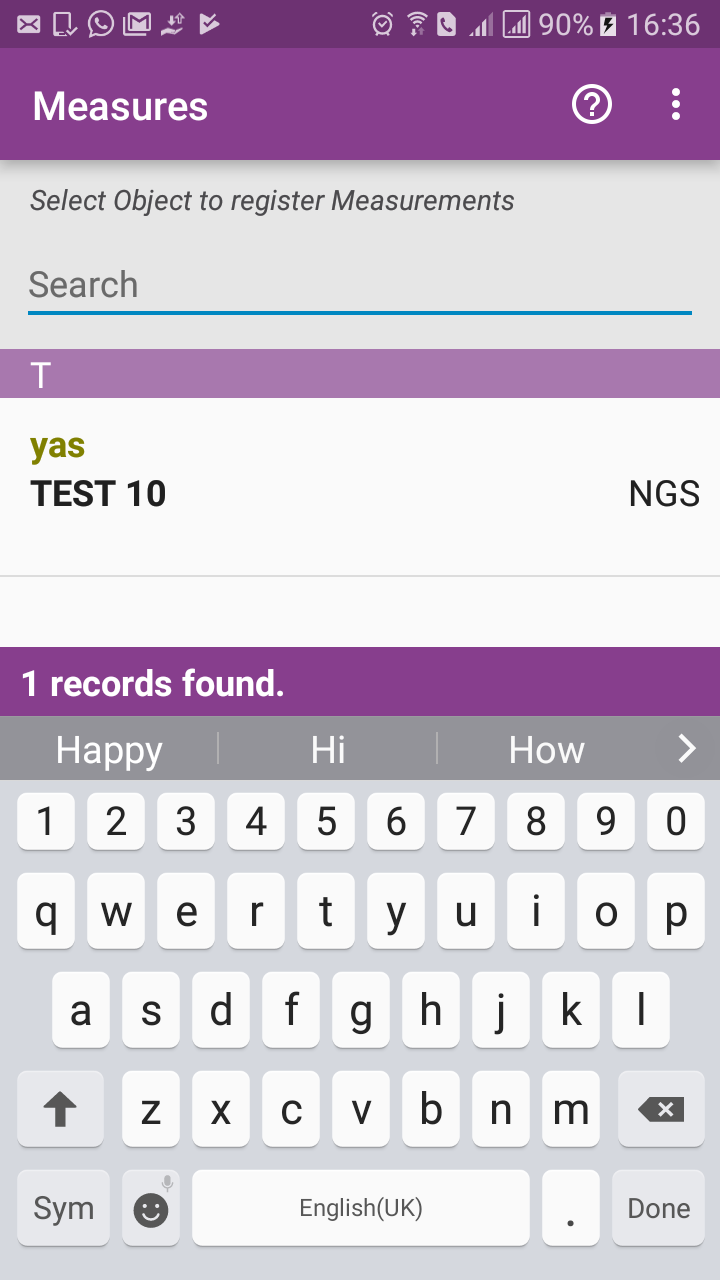 90% 16:36
Measures
Select Object to register Measurements
Search
T
yas
TEST 10 NGS
1 records found.
Happy Hi How
1 2 3 4 5 6 7 8 9 0
q w e r t y u i o p
a s d f g h j k l
z x c v b n m
Sym English(UK) . Done